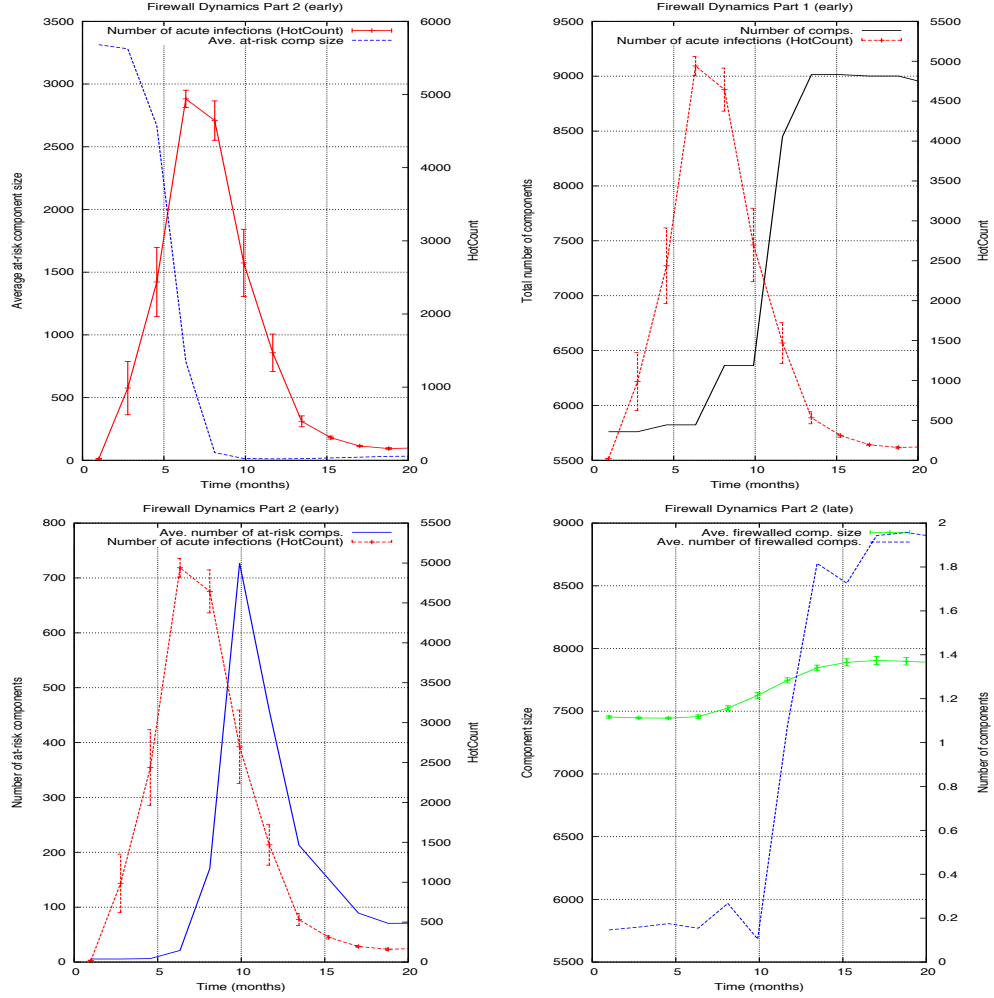 Firewall Dynamics Part 2 (early)
Number of acute infections (HotCount)
Ave. at-risk comp size
3500
3000
2500
2000
1500
1000
500
0
6000
5000
4000
3000
2000
1000
0
0 5 10 15 20
Average at-risk component size
HotCount
Time (months)
Firewall Dynamics Part 1 (early)
Number of comps.
Number of acute infections (HotCount)
9500
9000
8500
8000
7500
7000
6500
6000
5500
5500
5000
4500
4000
3500
3000
2500
2000
1500
1000
500
0
0 5 10 15 20
Total number of components
HotCount
Time (months)
Firewall Dynamics Part 2 (early)
Ave. number of at-risk comps.
Number of acute infections (HotCount)
800
700
600
500
400
300
200
100
0
5500
5000
4500
4000
3500
3000
2500
2000
1500
1000
500
0
0 5 10 15 20
Number of at-risk components
HotCount
Time (months)
Firewall Dynamics Part 2 (late)
Ave. firewalled comp. size
Ave. number of firewalled comps.
9000
8500
8000
7500
7000
6500
6000
5500
2
1.8
1.6
1.4
1.2
1
0.8
0.6
0.4
0.2
0
0 5 10 15 20
Component size
Number of components
Time (months)